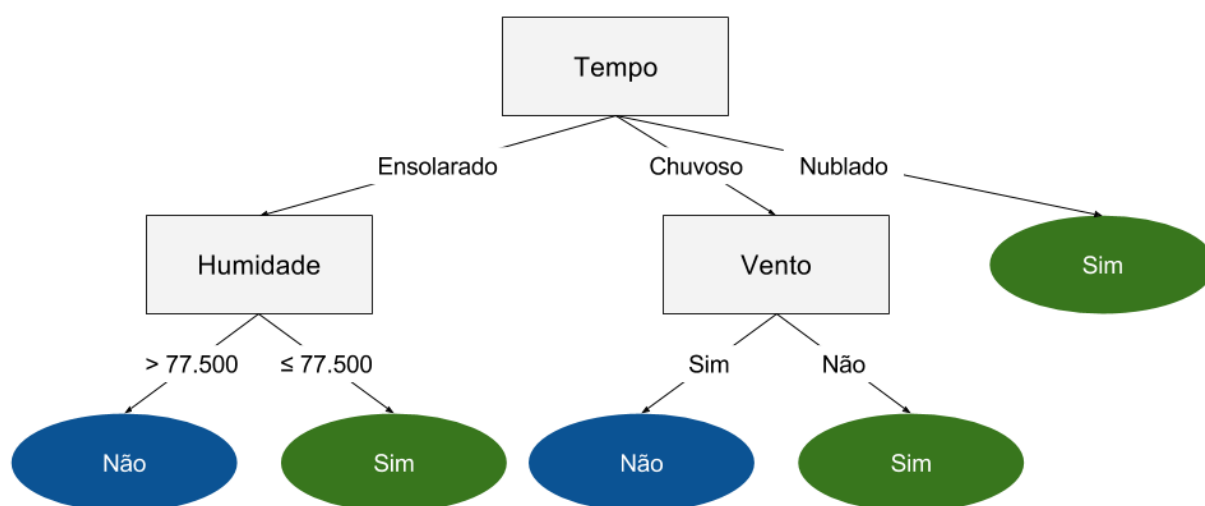 Tempo
Ensolarado Chuvoso Nublado
Humidade Vento Sim
> 77.500 ≤ 77.500 Sim Não
Não Sim Não Sim